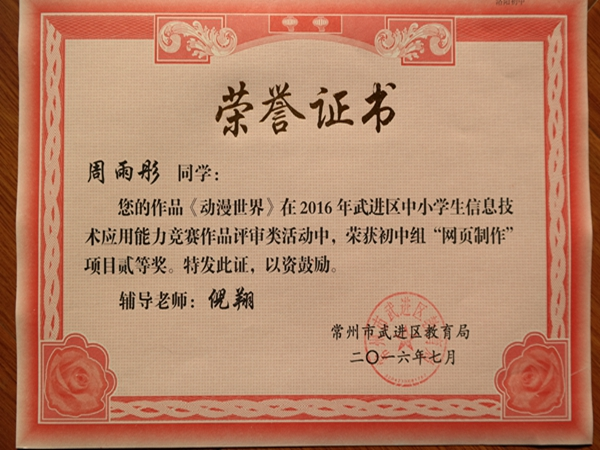 荣誉证书
周雨彤 同学：
您的作品《动漫世界》在2016年武进区中小学生信息技
术应用能力竞赛作品评审类活动中，荣获初中组“网页制作”
项目贰等奖。特发此证，以资鼓励。
辅导老师：倪翔
常州市武进区教育局
二〇一六年七月